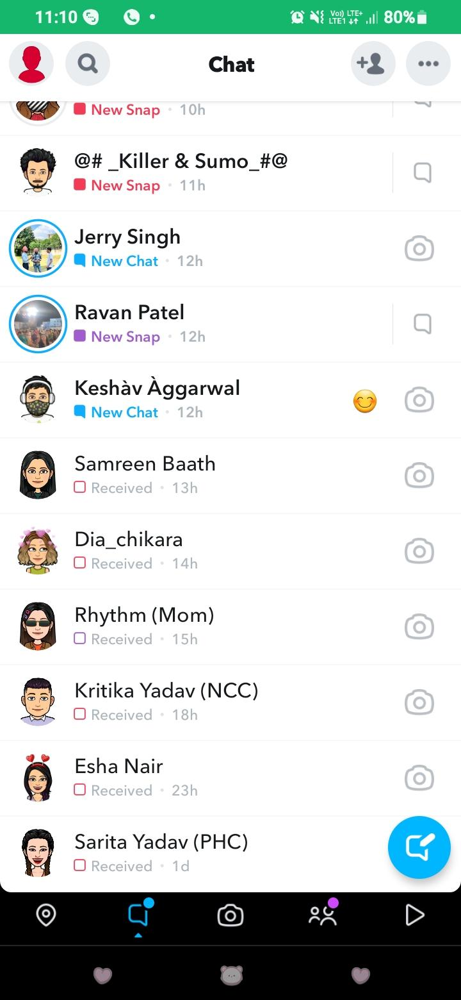 11:10
Vo)) LTE+
LTE1
80%
Chat
New Snap · 10h
@# _Killer & Sumo_#@
New Snap · 11h
Jerry Singh
New Chat · 12h
Ravan Patel
New Snap · 12h
Keshàv Àggarwal
New Chat · 12h
Samreen Baath
Received · 13h
Dia_chikara
Received · 14h
Rhythm (Mom)
Received · 15h
Kritika Yadav (NCC)
Received · 18h
Esha Nair
Received · 23h
Sarita Yadav (PHC)
Received · 1d